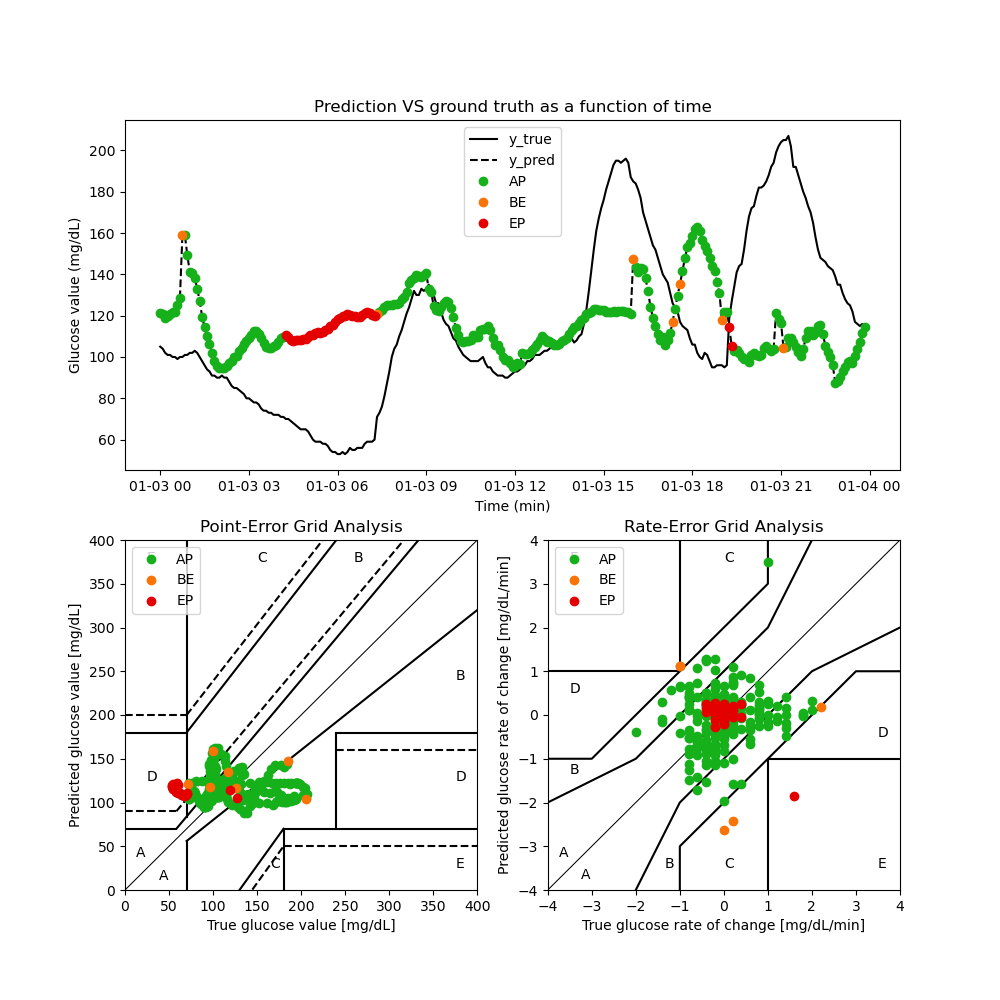 Prediction VS ground truth as a function of time
Glucose value (mg/dL)
200
180
160
140
120
100
80
60
y_true
y_pred
AP
BE
EP
01-03 00 01-03 03 01-03 06 01-03 09 01-03 12 01-03 15 01-03 18 01-03 21 01-04 00
Time (min)
Point-Error Grid Analysis
Predicted glucose value [mg/dL]
400
350
300
250
200
150
100
50
0
AP
BE
EP
C B
B
D D
A
A
C E
0 50 100 150 200 250 300 350 400
True glucose value [mg/dL]
Rate-Error Grid Analysis
Predicted glucose rate of change [mg/dL/min]
4
3
2
1
0
−1
−2
−3
−4
AP
BE
EP
C
D
D
B
A
A
B C E
−4 −3 −2 −1 0 1 2 3 4
True glucose rate of change [mg/dL/min]